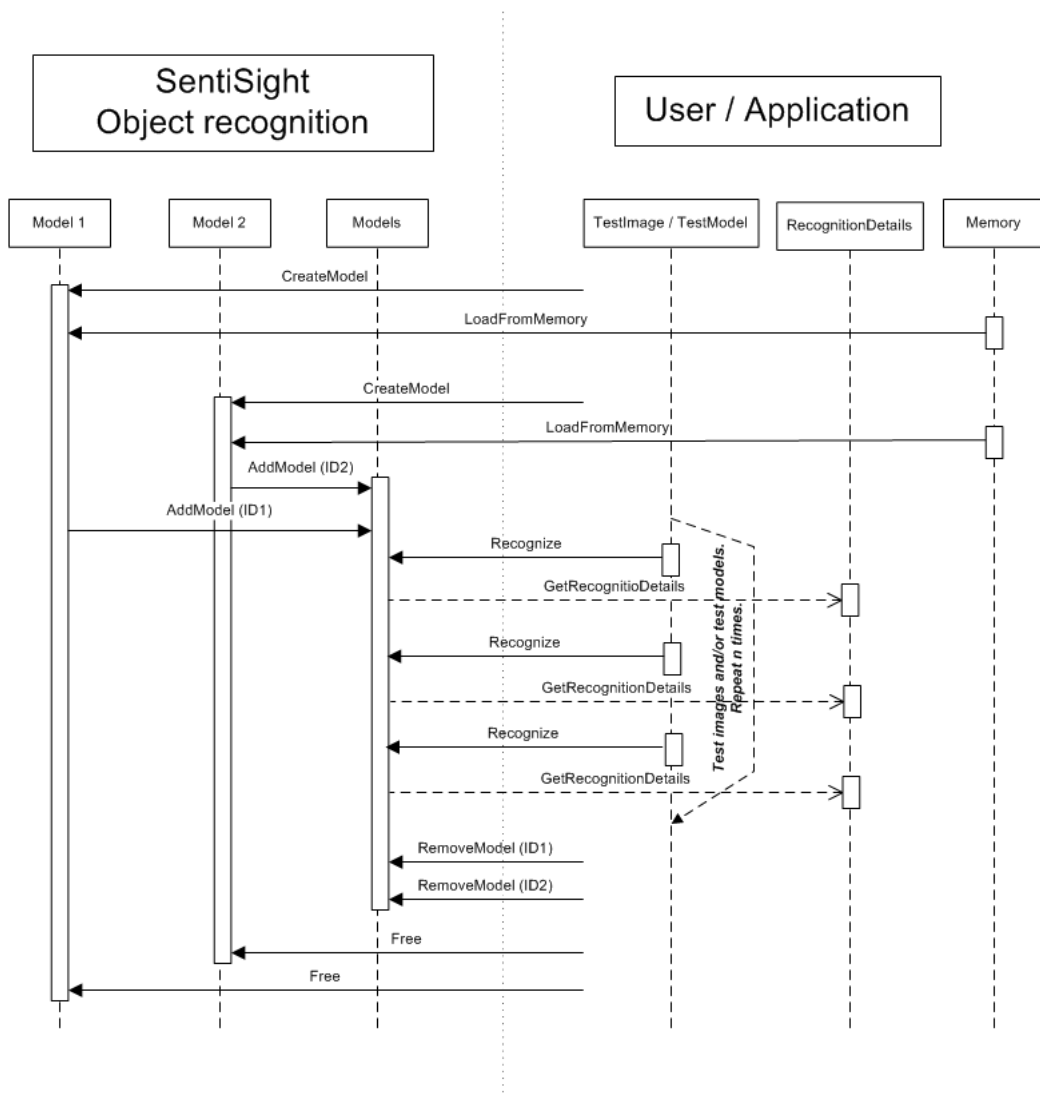 SentiSight
Object recognition
User / Application
Model 1
Model 2
Models
TestImage / TestModel
RecognitionDetails
Memory
CreateModel
LoadFromMemory
CreateModel
LoadFromMemory
AddModel (ID2)
AddModel (ID1)
Recognize
GetRecognitioDetails
Recognize
GetRecognitionDetails
Recognize
GetRecognitionDetails
Test images and/or test models.
Repeat n times.
RemoveModel (ID1)
RemoveModel (ID2)
Free
Free